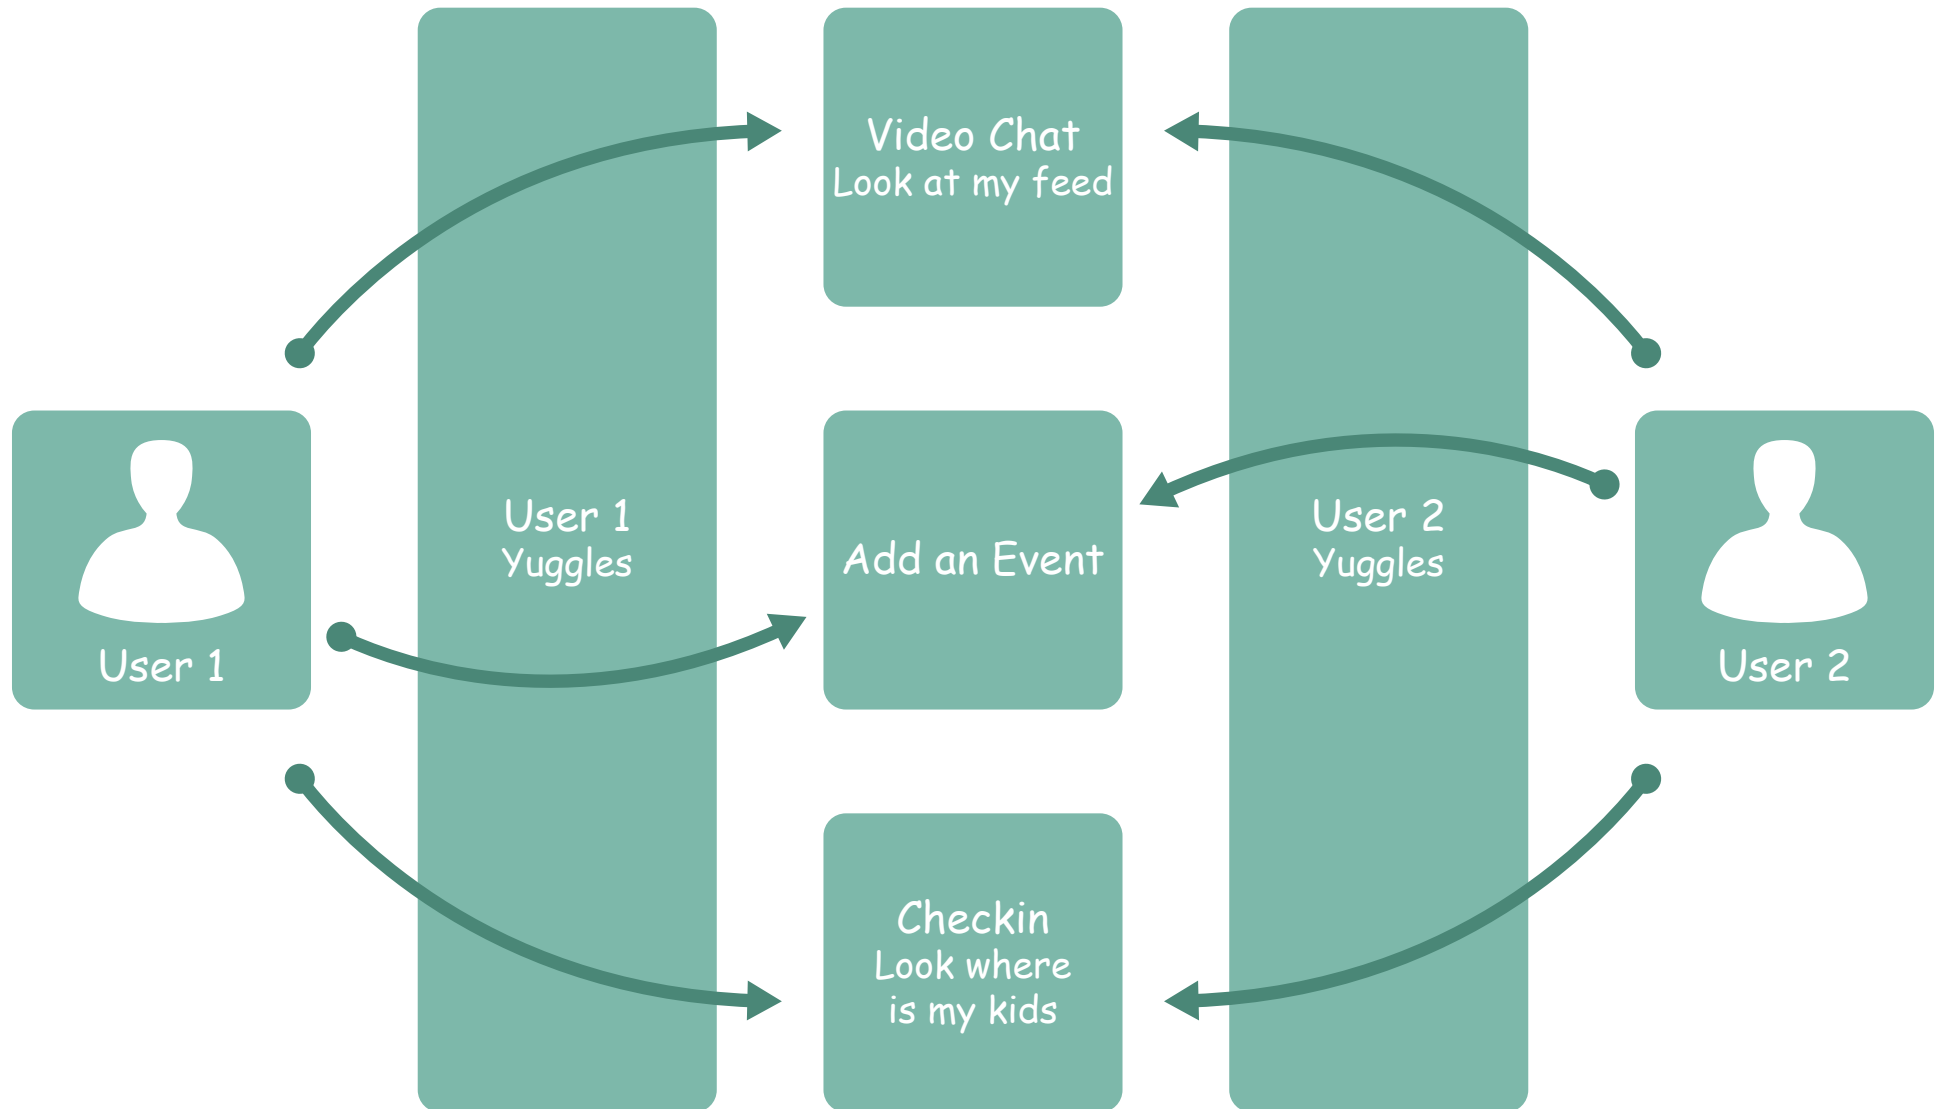 Video Chat
Look at my feed
User 1
Yuggles
Add an Event
User 2
Yuggles
User 1
User 2
Checkin
Look where
is my kids